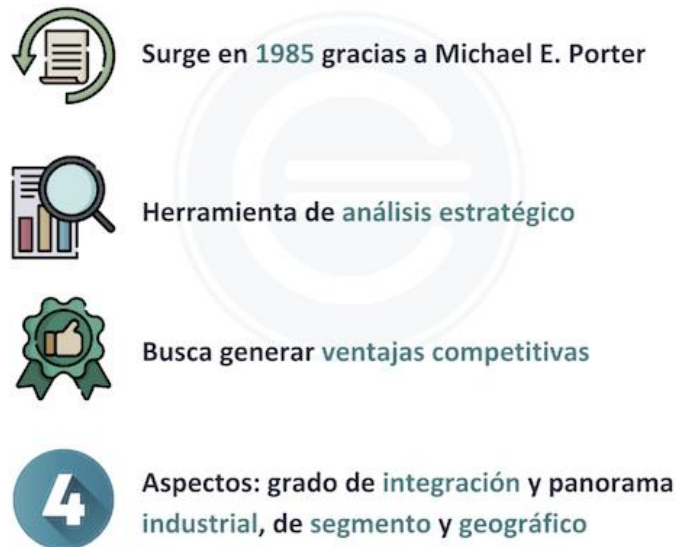 Surge en 1985 gracias a Michael E. Porter
Herramienta de análisis estratégico
Busca generar ventajas competitivas
4
Aspectos: grado de integración y panorama
industrial, de segmento y geográfico